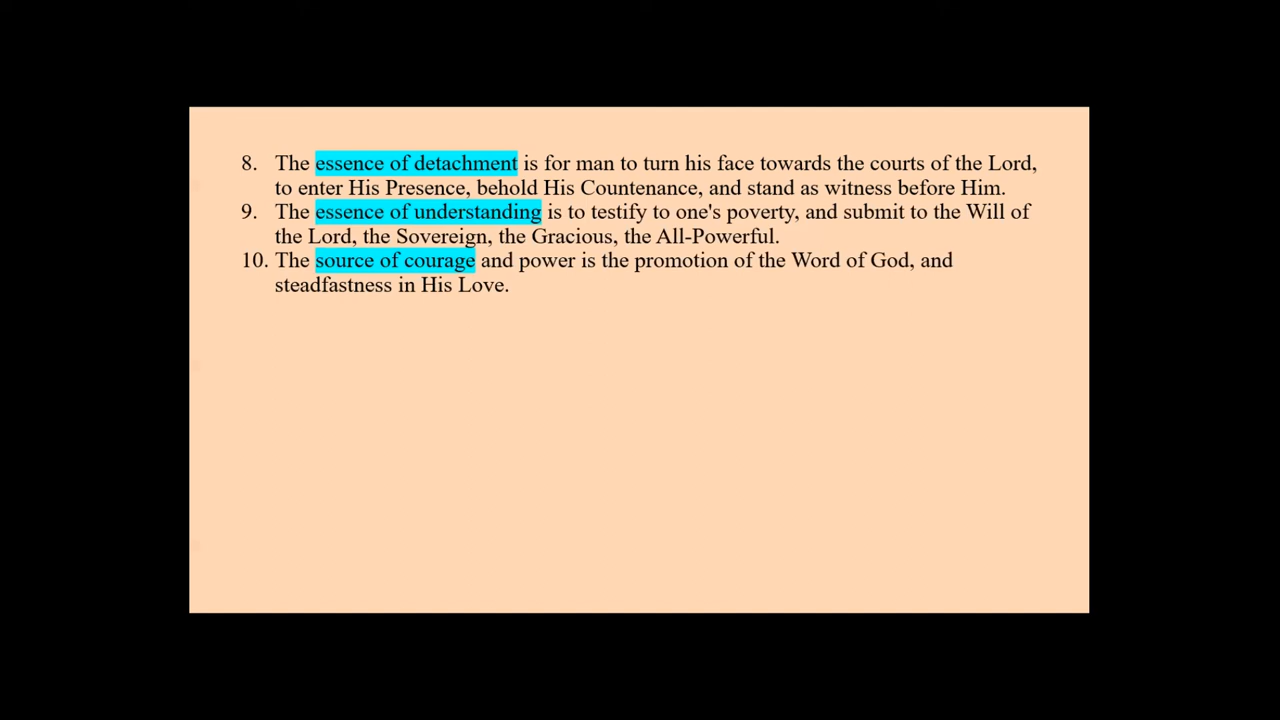 8. The essence of detachment is for man to turn his face towards the courts of the Lord,
to enter His Presence, behold His Countenance, and stand as witness before Him.
9. The essence of understanding is to testify to one's poverty, and submit to the Will of
the Lord, the Sovereign, the Gracious, the All-Powerful.
10. The source of courage and power is the promotion of the Word of God, and
steadfastness in His Love.